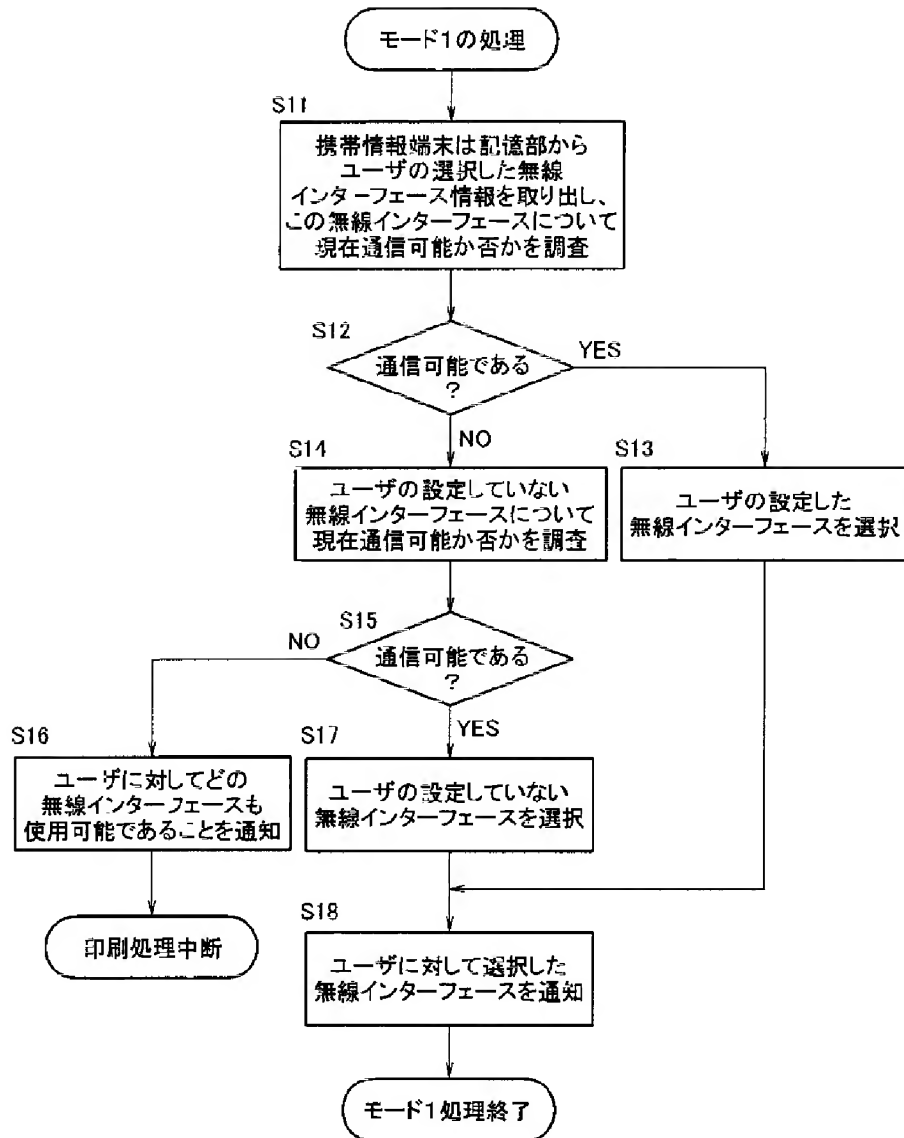 モード1の処理
S11
携帯情報端末は記憶部から
ユーザの選択した無線
インターフェース情報を取り出し、
この無線インターフェースについて
現在通信可能か否かを調査
S12
通信可能である
?
YES
NO
S14
ユーザの設定していない
無線インターフェースについて
現在通信可能か否かを調査
S13
ユーザの設定した
無線インターフェースを選択
S15
通信可能である
?
NO
YES
S16
ユーザに対してどの
無線インターフェースも
使用可能であることを通知
S17
ユーザの設定していない
無線インターフェースを選択
印刷処理中断
S18
ユーザに対して選択した
無線インターフェースを通知
モード1処理終了